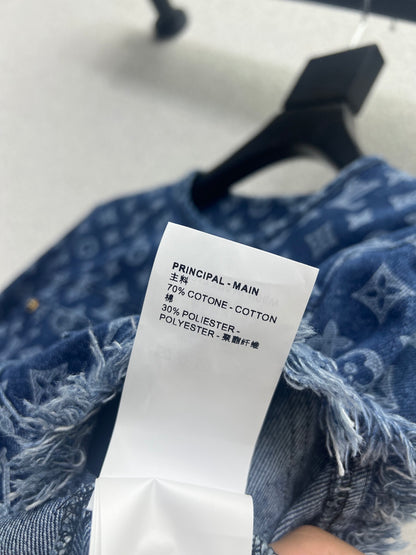 PRINCIPAL - MAIN
主料
70% COTONE - COTTON
棉
30% POLIESTER -
POLYESTER - 聚酯纤维